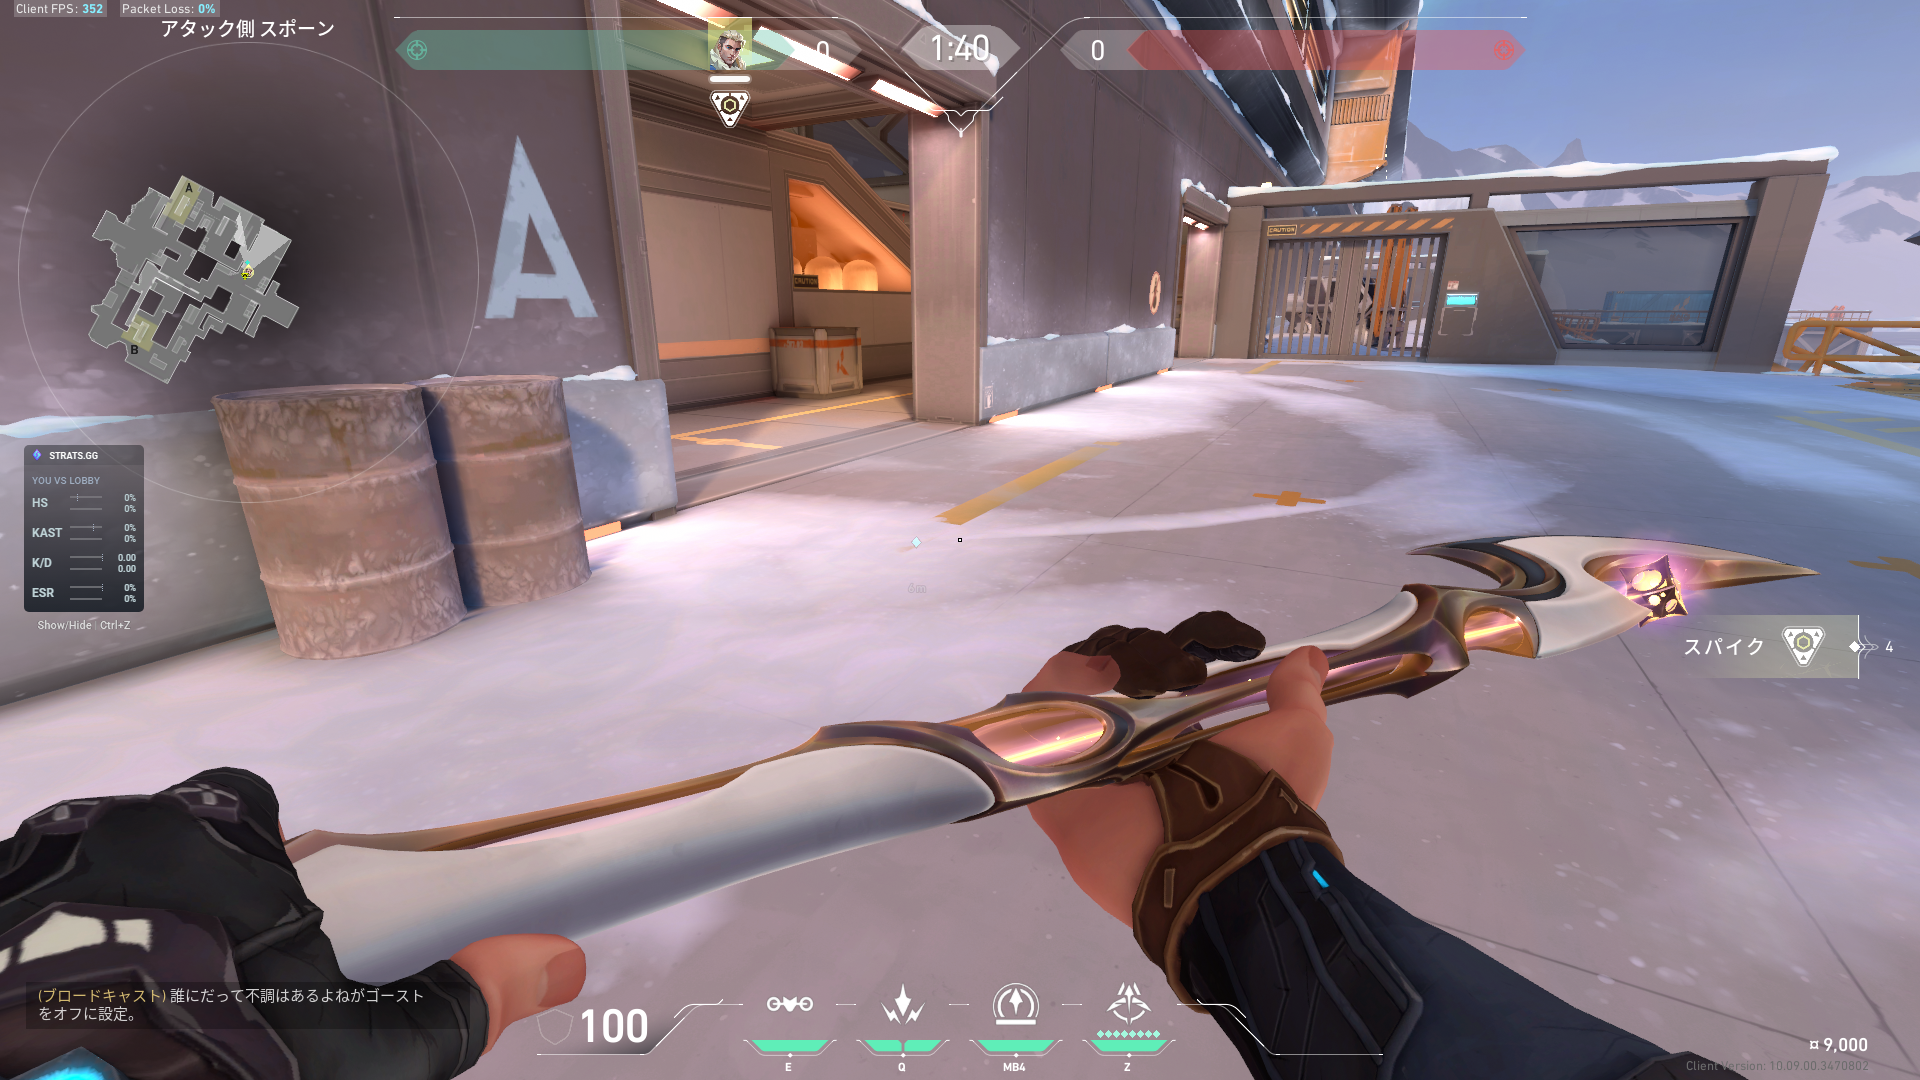 Client FPS: 352 Packet Loss: 0%
アタック側 スポーン
0
1:40
0
A
CAUTION
CAUTION
A
B
STRATS.GG
YOU VS LOBBY
HS 0%
0%
KAST 0%
0%
K/D 0.00
0.00
ESR 0%
0%
Show/Hide | Ctrl+Z
6m
スパイク
4
(ブロードキャスト) 誰にだって不調はあるよねがゴースト
をオフに設定。
100
E
Q
MB4
Z
¤ 9,000
Client Version: 10.09.00.3470802